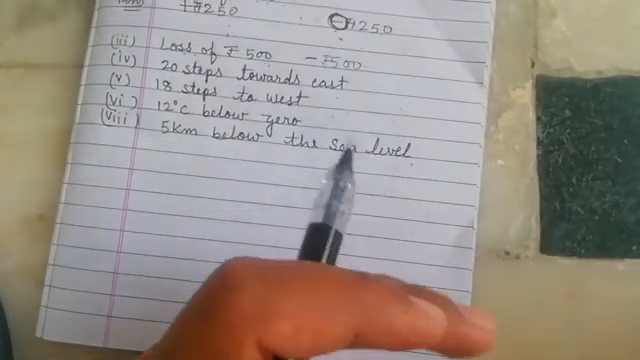 +₹250 -₹250
(iii) Loss of ₹500 -₹500
(iv) 20 steps towards east
(v) 18 steps to west
(vi) 12°c below zero
(viii) 5Km below the Sea level